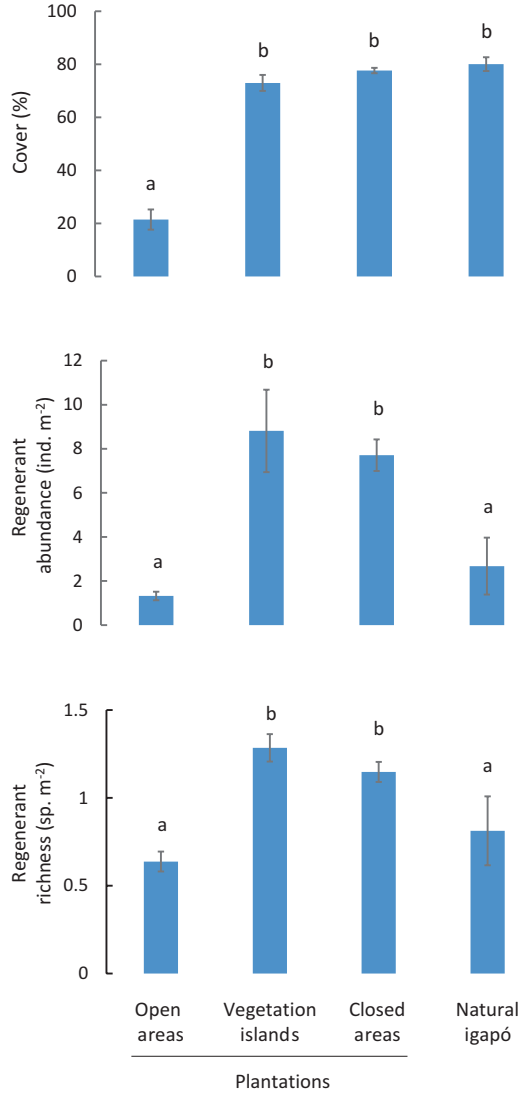 100
80
60
40
20
0
Cover (%)
a
b
b
b
12
10
8
6
4
2
0
Regenerant
abundance (ind. m-2)
a
b
b
a
1.5
1
0.5
0
Regenerant
richness (sp. m-2)
a
b
b
a
Open
areas
Vegetation
islands
Closed
areas
Natural
igapó
Plantations